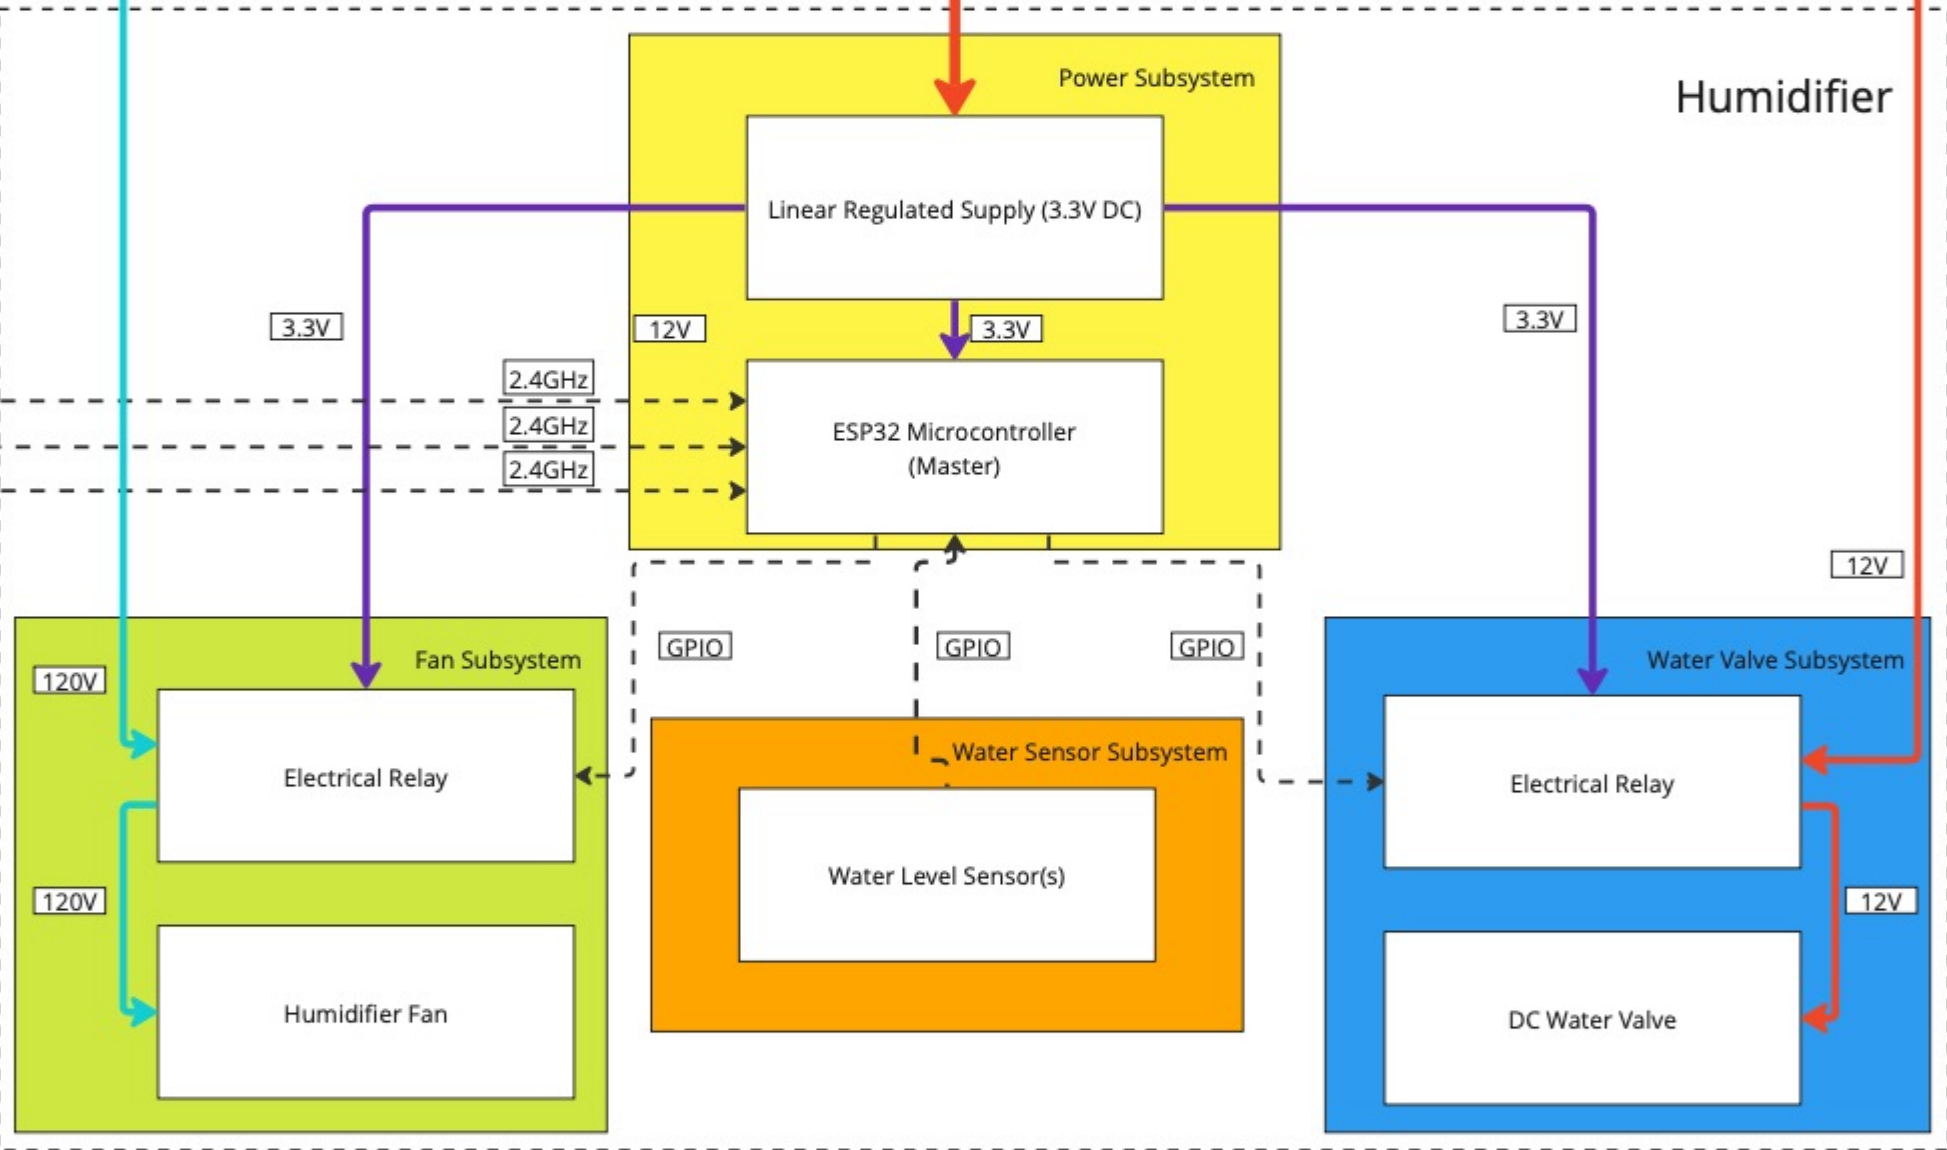 Power Subsystem
Humidifier
Linear Regulated Supply (3.3V DC)
3.3V
12V
3.3V
3.3V
2.4GHz
2.4GHz
2.4GHz
ESP32 Microcontroller
(Master)
12V
GPIO
GPIO
GPIO
Fan Subsystem
120V
Electrical Relay
120V
Humidifier Fan
Water Sensor Subsystem
Water Level Sensor(s)
Water Valve Subsystem
Electrical Relay
12V
DC Water Valve